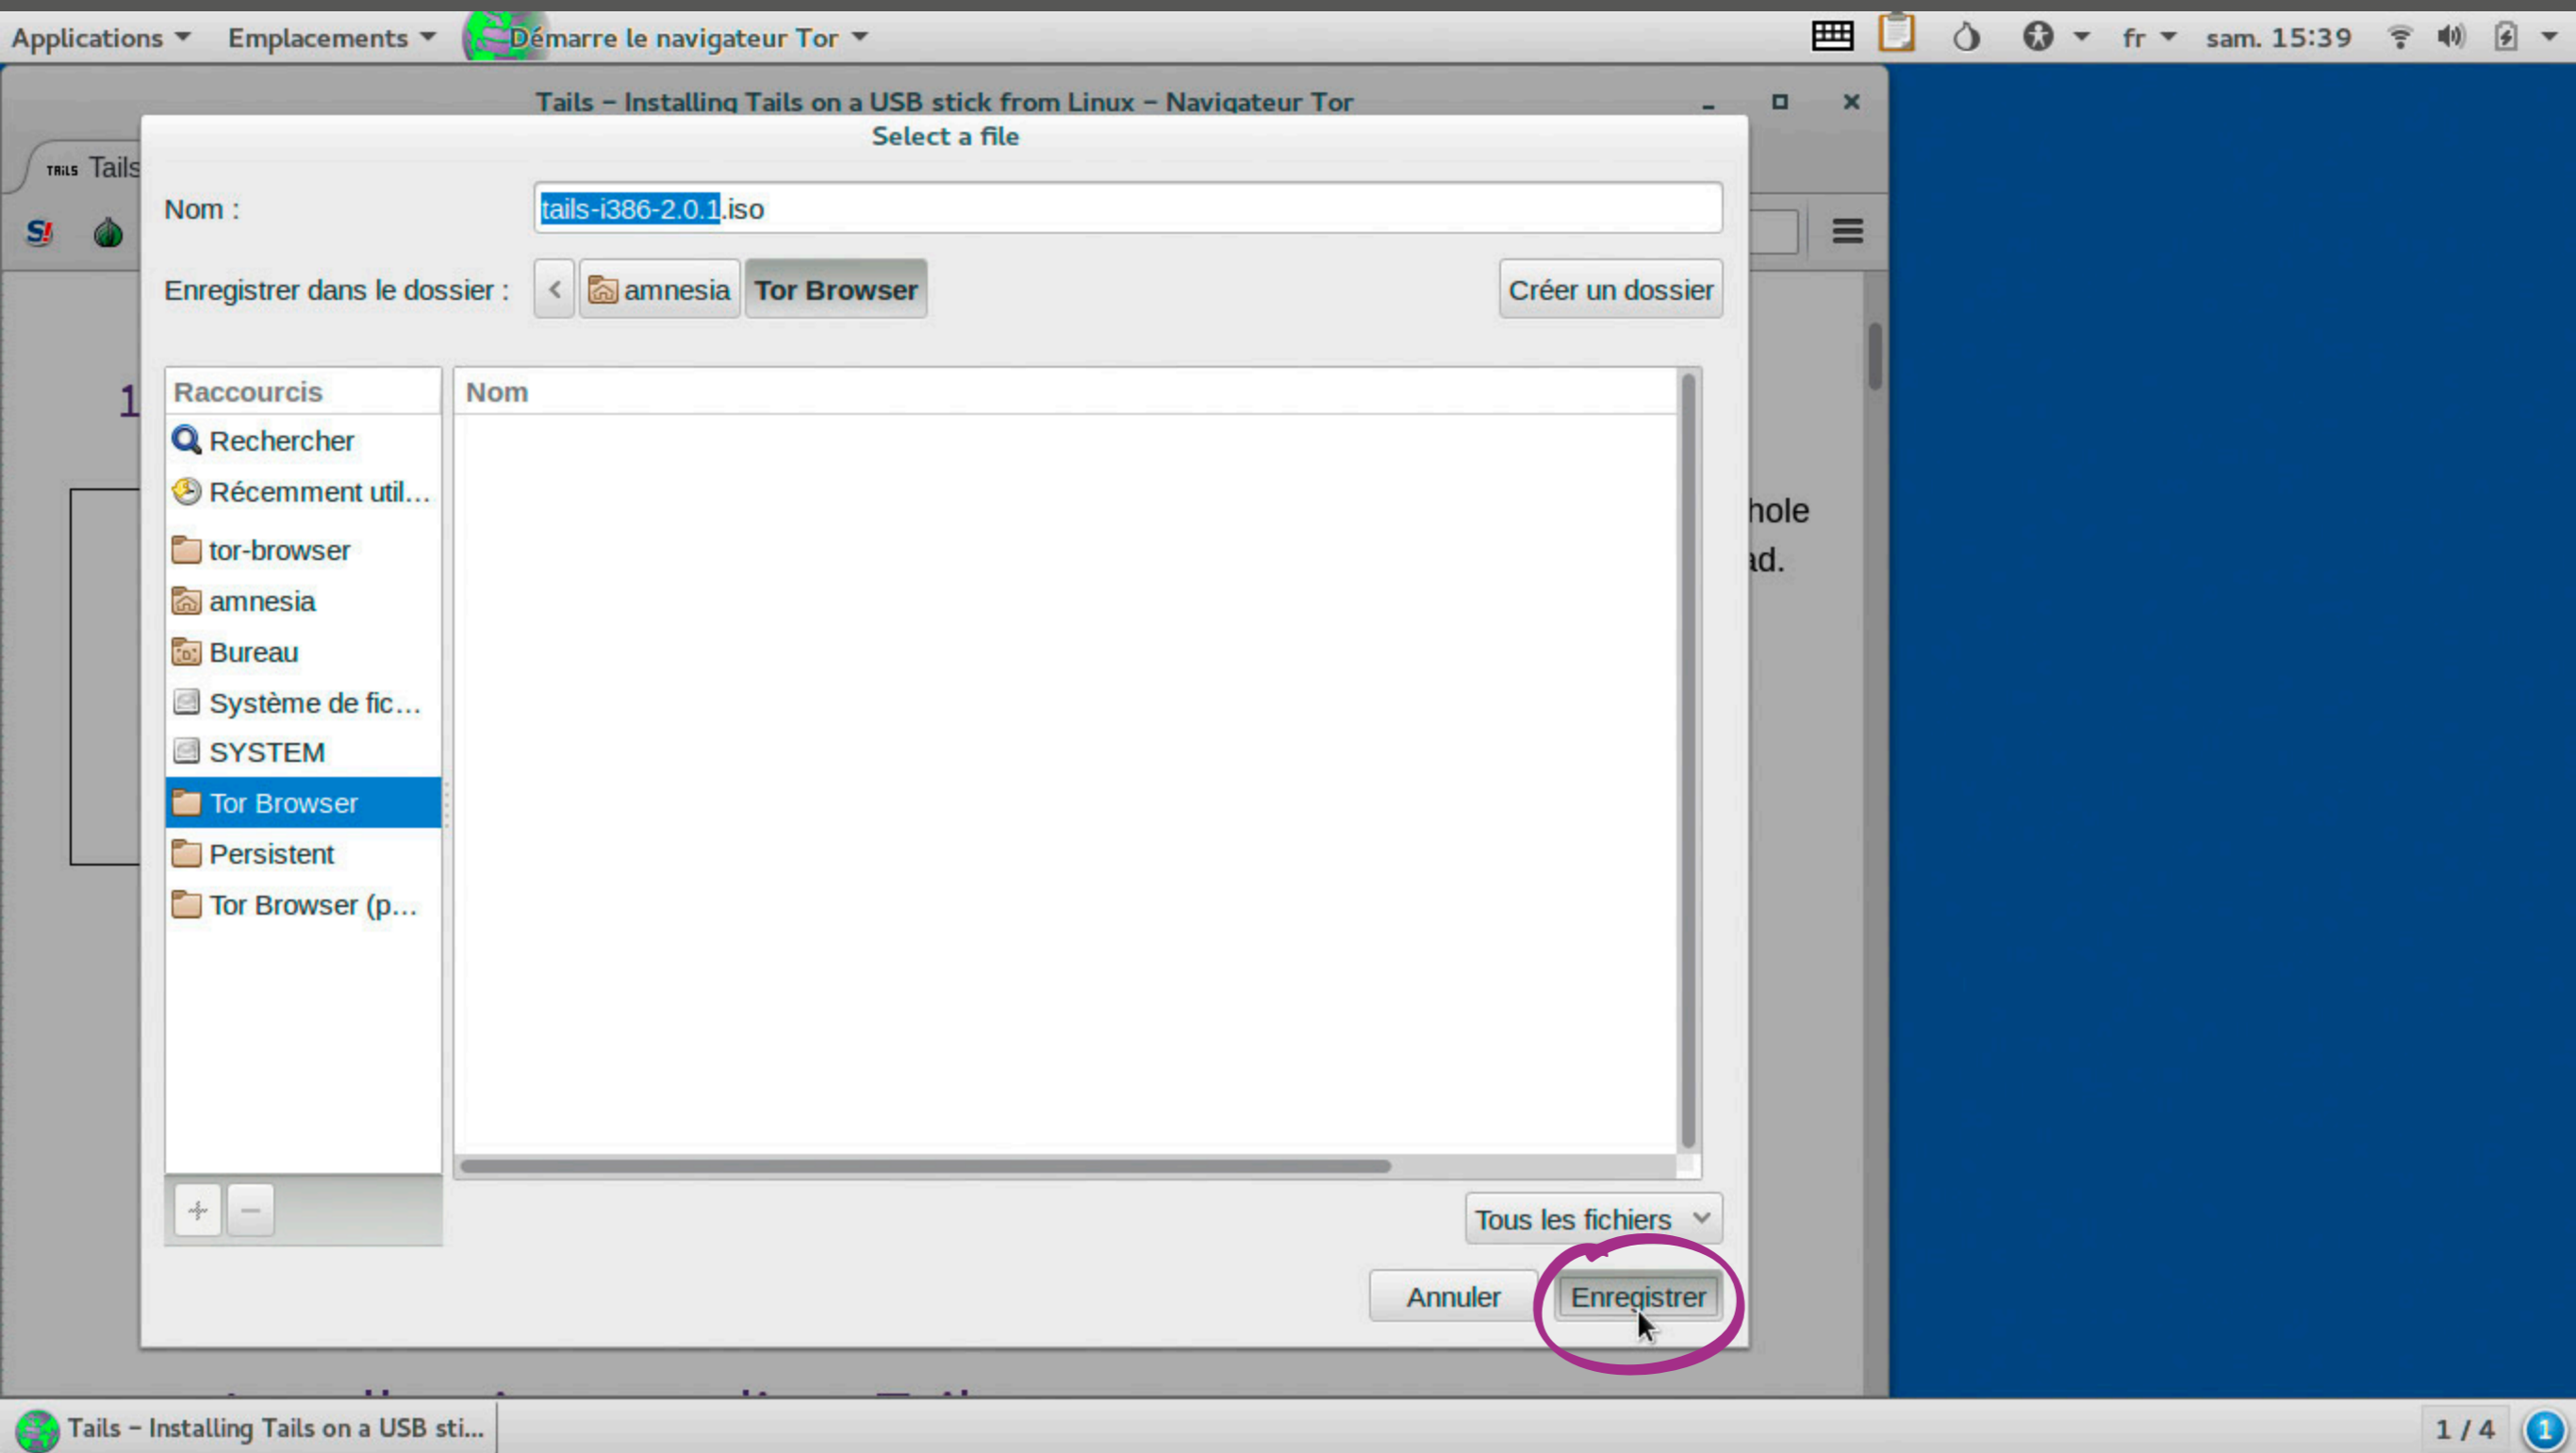 Applications Emplacements Démarre le navigateur Tor fr sam. 15:39
Tails – Installing Tails on a USB stick from Linux – Navigateur Tor
Select a file
TAILS Tails
Nom : tails-i386-2.0.1.iso
S!
Enregistrer dans le dossier : < amnesia Tor Browser Créer un dossier
1
Raccourcis Nom
Rechercher
Récemment util…
hole
tor-browser
ad.
amnesia
Bureau
Système de fic…
SYSTEM
Tor Browser
Persistent
Tor Browser (p…
Tous les fichiers
Annuler Enregistrer
Tails – Installing Tails on a USB sti... 1 / 4 1